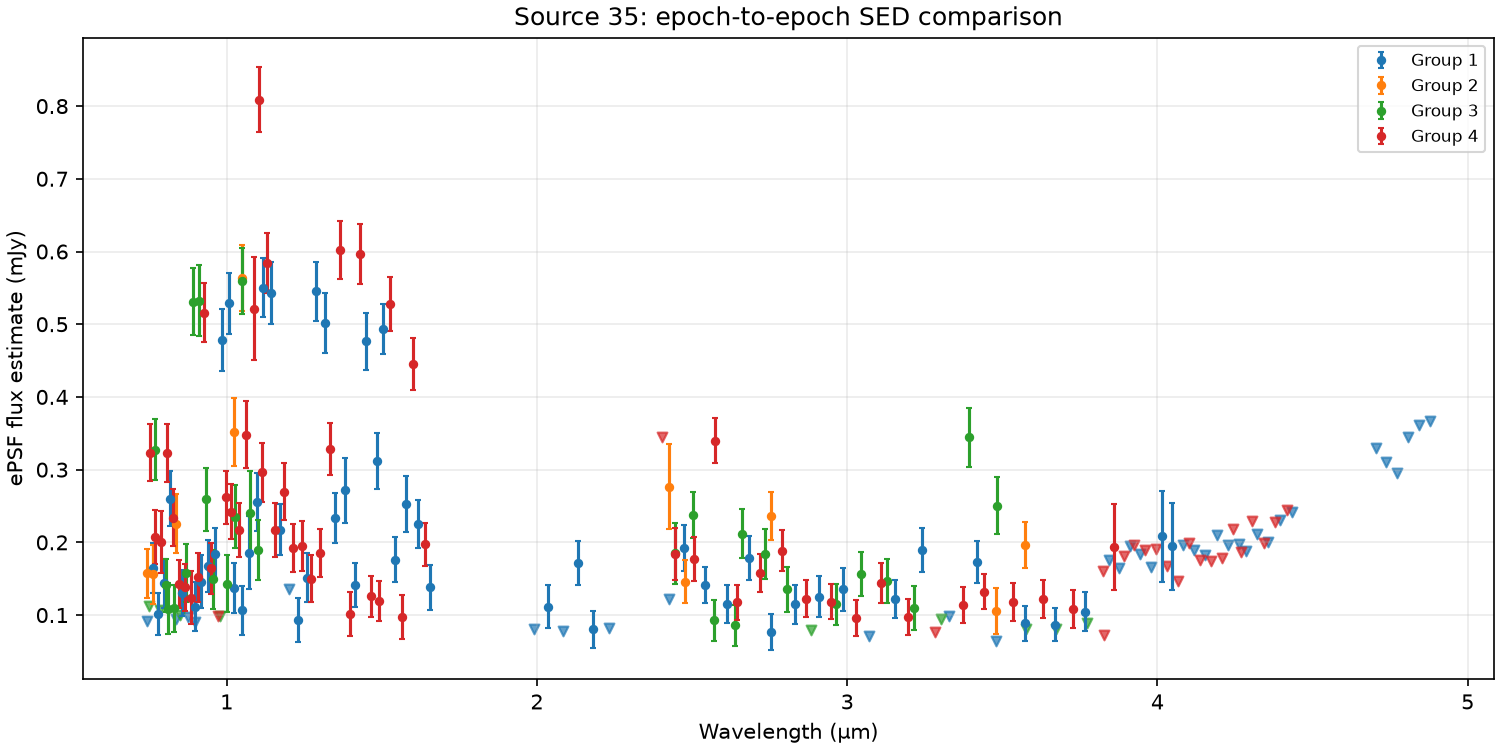 Source 35: epoch-to-epoch SED comparison
ePSF flux estimate (mJy)
0.8
0.7
0.6
0.5
0.4
0.3
0.2
0.1
Group 1
Group 2
Group 3
Group 4
1 2 3 4 5
Wavelength (µm)